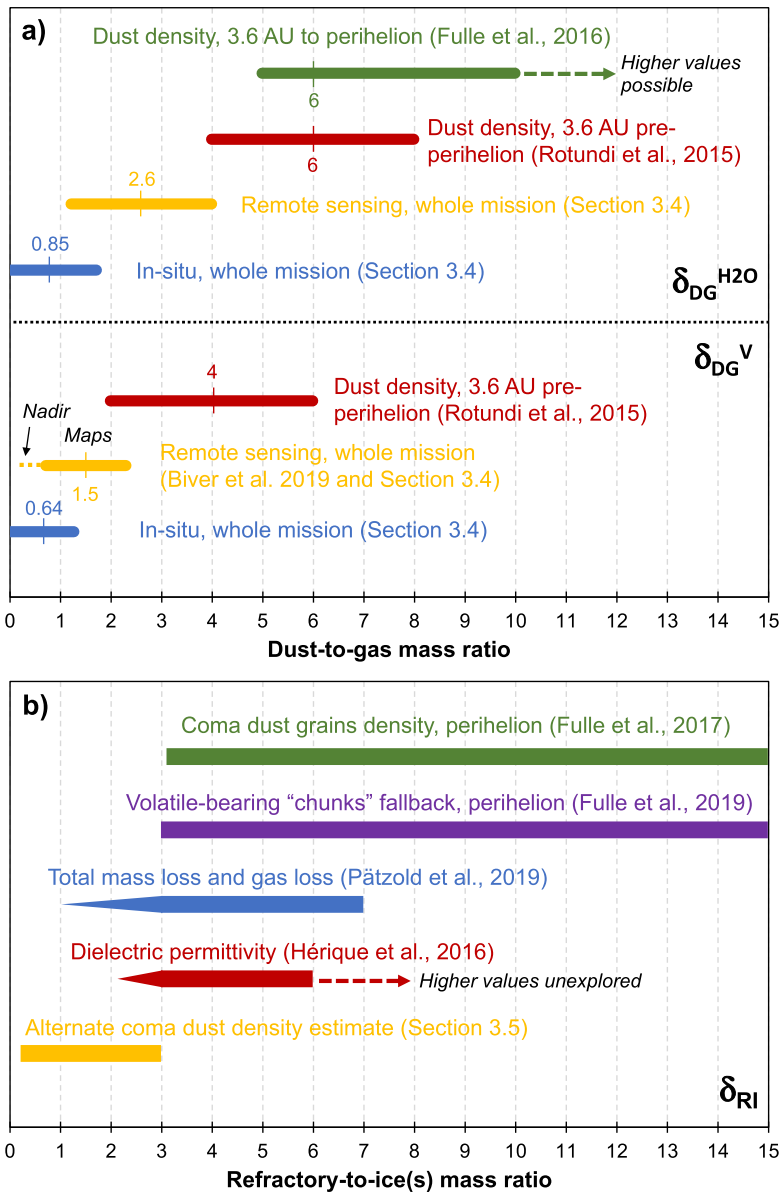 a)
Dust density, 3.6 AU to perihelion (Fulle et al., 2016)
Higher values
possible
6
6
Dust density, 3.6 AU pre-
perihelion (Rotundi et al., 2015)
2.6
Remote sensing, whole mission (Section 3.4)
0.85
In-situ, whole mission (Section 3.4)
δDG^H2O
δDG^V
4
Dust density, 3.6 AU pre-
perihelion (Rotundi et al., 2015)
Nadir
Maps
Remote sensing, whole mission
(Biver et al. 2019 and Section 3.4)
1.5
0.64
In-situ, whole mission (Section 3.4)
0 1 2 3 4 5 6 7 8 9 10 11 12 13 14 15
Dust-to-gas mass ratio
b)
Coma dust grains density, perihelion (Fulle et al., 2017)
Volatile-bearing “chunks” fallback, perihelion (Fulle et al., 2019)
Total mass loss and gas loss (Pätzold et al., 2019)
Dielectric permittivity (Hérique et al., 2016)
Higher values unexplored
Alternate coma dust density estimate (Section 3.5)
δRI
0 1 2 3 4 5 6 7 8 9 10 11 12 13 14 15
Refractory-to-ice(s) mass ratio